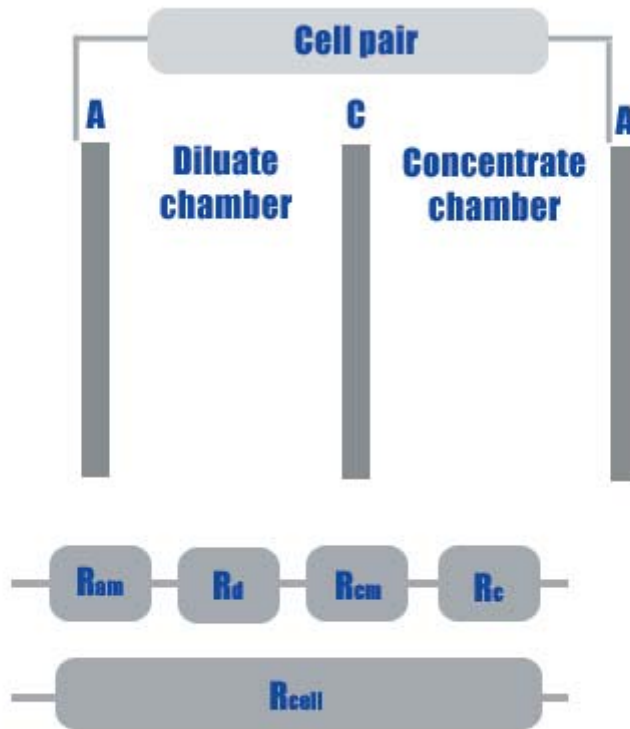 Cell pair
A
C
A
Diluate
chamber
Concentrate
chamber
Ram
Rd
Rcm
Rc
Rcell